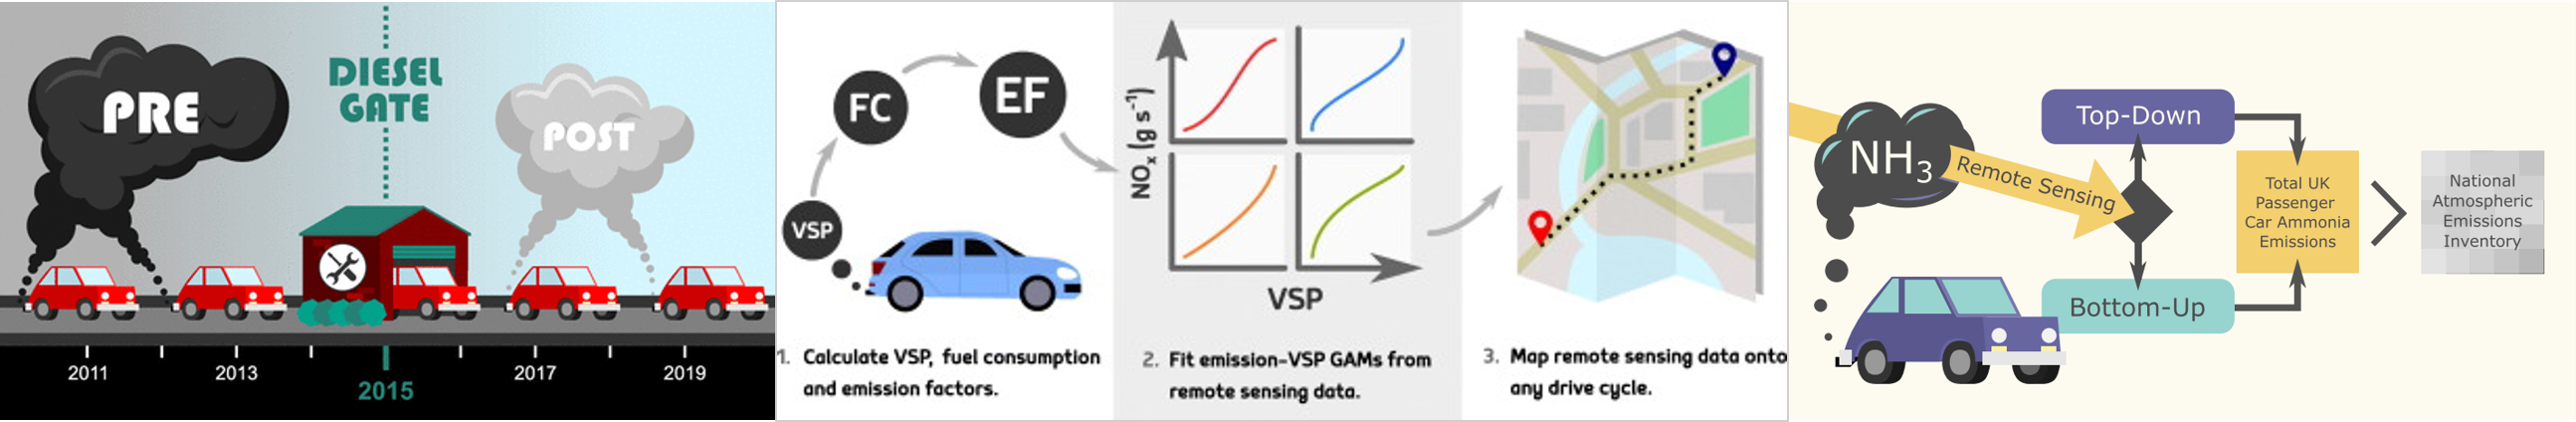 PRE
DIESEL
GATE
POST
2011
2013
2015
2017
2019
FC
EF
VSP
NOₓ (g s⁻¹)
VSP
1. Calculate VSP, fuel consumption
and emission factors.
2. Fit emission-VSP GAMs from
remote sensing data.
3. Map remote sensing data onto
any drive cycle.
NH₃
Remote Sensing
Top-Down
Bottom-Up
Total UK
Passenger
Car Ammonia
Emissions
National
Atmospheric
Emissions
Inventory